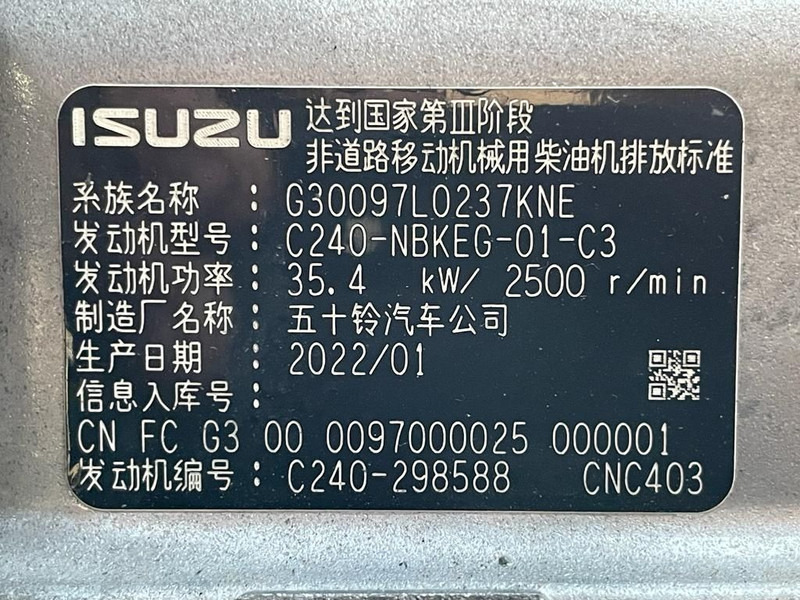 ISUZU 达到国家第Ⅲ阶段
非道路移动机械用柴油机排放标准
系族名称 : G30097L0237KNE
发动机型号 : C240-NBKEG-01-C3
发动机功率 : 35.4 kW/ 2500 r/min
制造厂名称 : 五十铃汽车公司
生产日期 : 2022/01
信息入库号 :
CN FC G3 00 0097000025 000001
发动机编号 : C240-298588 CNC403